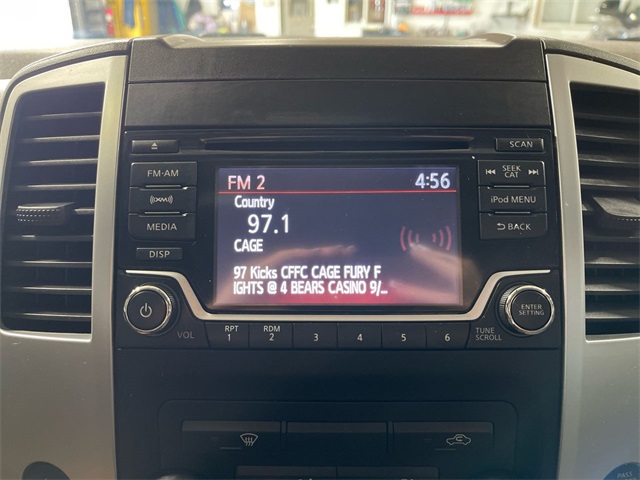 SCAN
FM·AM
SEEK
CAT
(XM)
iPod MENU
MEDIA
BACK
DISP
FM 2 4:56
Country
97.1
CAGE
97 Kicks CFFC CAGE FURY F
IGHTS @ 4 BEARS CASINO 9/...
VOL
RPT
1
RDM
2
3
4
5
6
TUNE
SCROLL
ENTER
SETTING
PASS